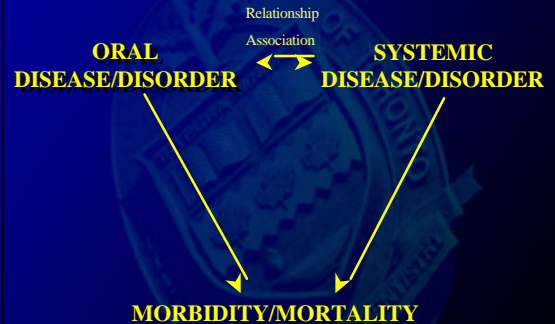 Relationship
Association
ORAL
DISEASE/DISORDER
SYSTEMIC
DISEASE/DISORDER
MORBIDITY/MORTALITY